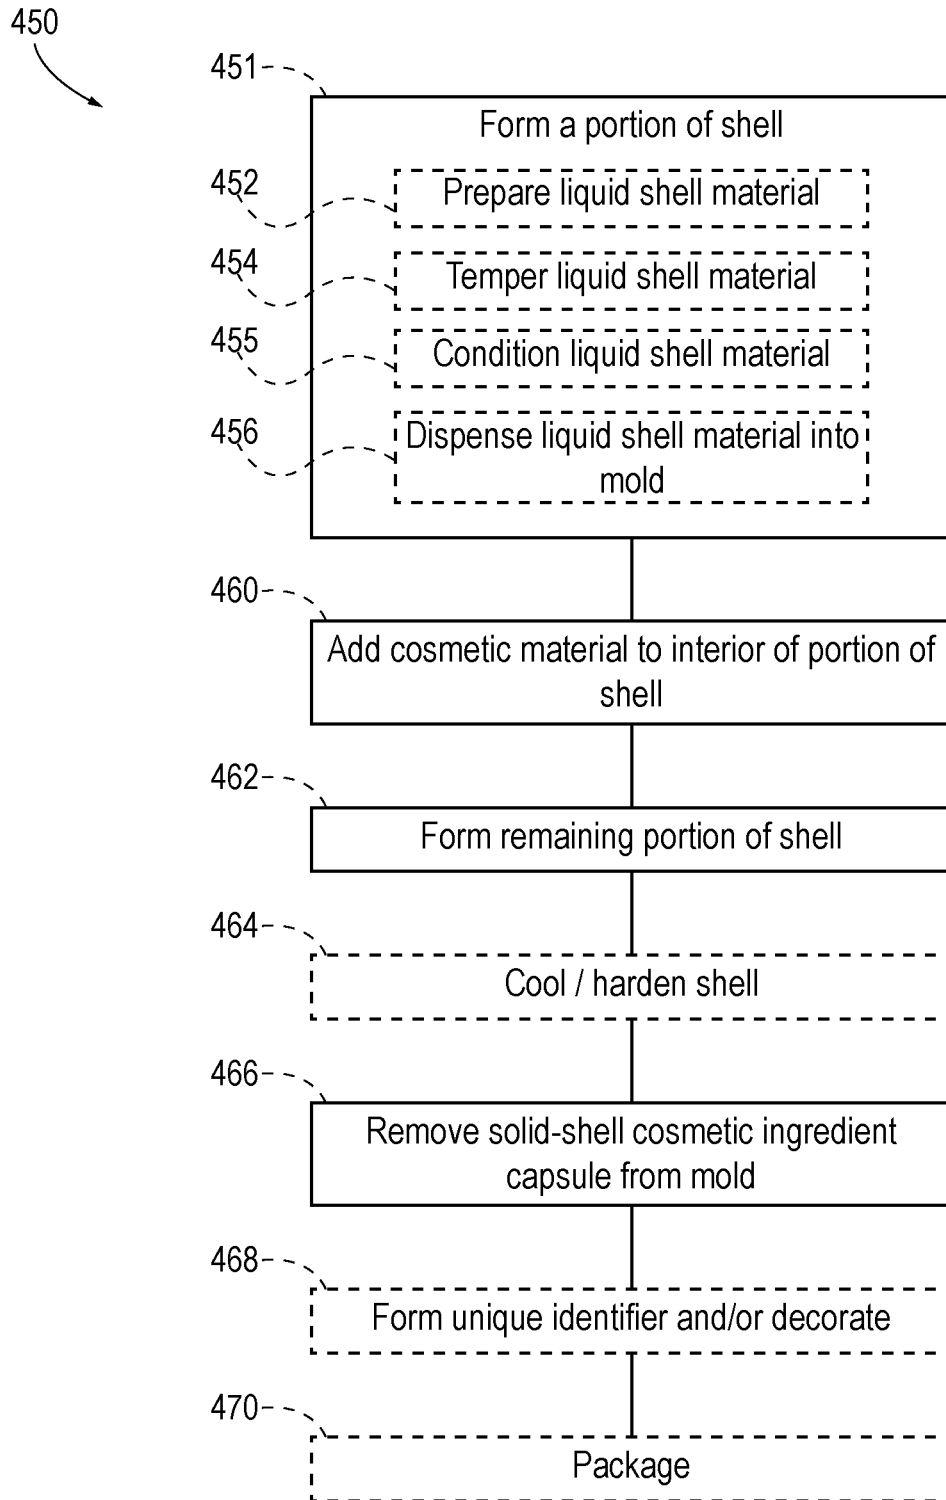 450
451
Form a portion of shell
452
Prepare liquid shell material
454
Temper liquid shell material
455
Condition liquid shell material
456
Dispense liquid shell material into
mold
460
Add cosmetic material to interior of portion of
shell
462
Form remaining portion of shell
464
Cool / harden shell
466
Remove solid-shell cosmetic ingredient
capsule from mold
468
Form unique identifier and/or decorate
470
Package